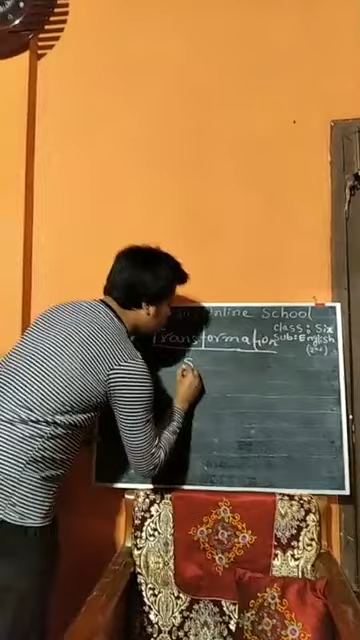 Online School
Class : Six
Transformation Sub : English
(2nd)
S